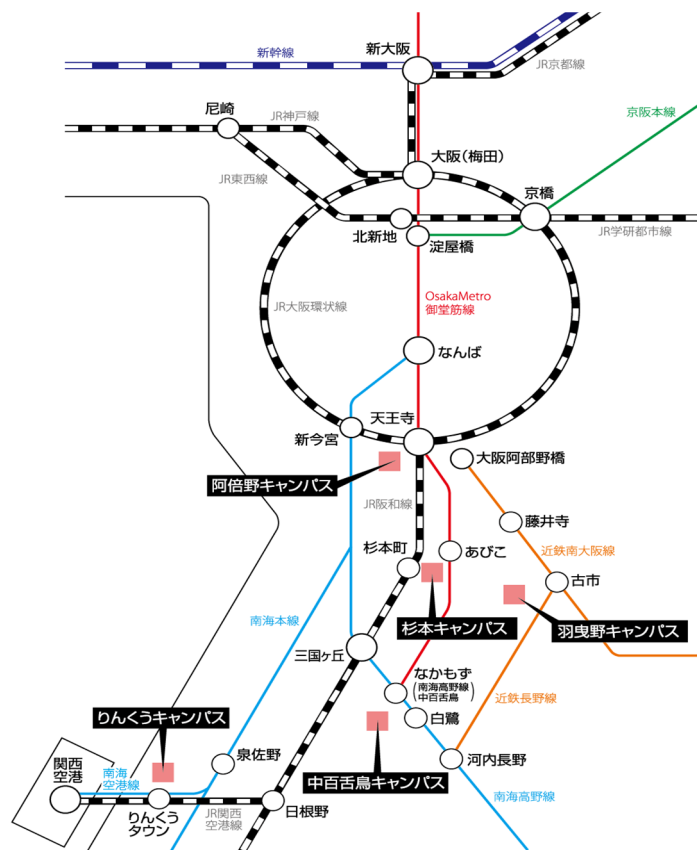 新大阪
新幹線
JR京都線
尼崎
JR神戸線
京阪本線
大阪(梅田)
JR東西線
京橋
北新地
淀屋橋
JR学研都市線
JR大阪環状線
OsakaMetro
御堂筋線
なんば
天王寺
新今宮
大阪阿部野橋
阿倍野キャンパス
JR阪和線
藤井寺
杉本町
あびこ
近鉄南大阪線
古市
南海本線
杉本キャンパス
羽曳野キャンパス
三国ヶ丘
なかもず
(南海高野線
中百舌鳥)
近鉄長野線
りんくうキャンパス
白鷺
泉佐野
河内長野
関西
空港
南海
空港線
中百舌鳥キャンパス
りんくう
タウン
JR関西
空港線
日根野
南海高野線